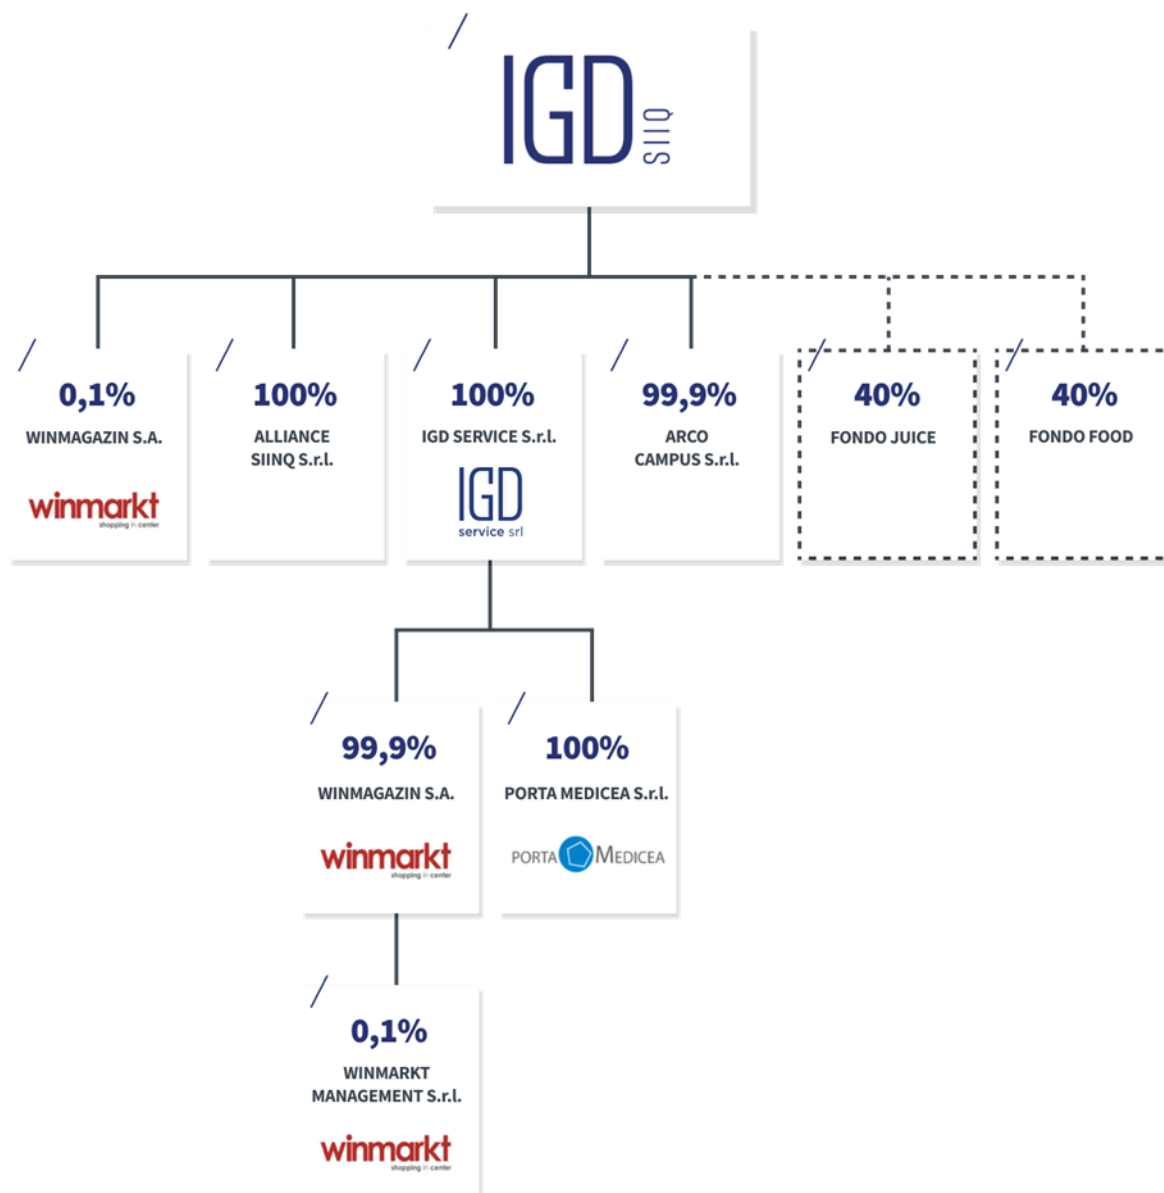 IGD SIIQ
0,1%
WINMAGAZIN S.A.
winmarkt
shopping in center
100%
ALLIANCE
SIINQ S.r.l.
100%
IGD SERVICE S.r.l.
IGD
service srl
99,9%
ARCO
CAMPUS S.r.l.
40%
FONDO JUICE
40%
FONDO FOOD
99,9%
WINMAGAZIN S.A.
winmarkt
shopping in center
100%
PORTA MEDICEA S.r.l.
PORTA MEDICEA
0,1%
WINMARKT
MANAGEMENT S.r.l.
winmarkt
shopping in center